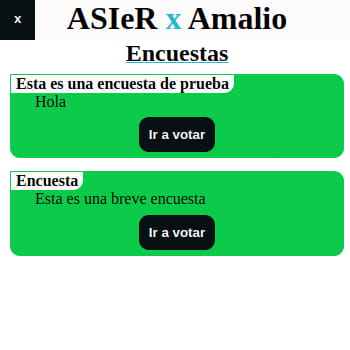 x
ASIeR x Amalio
Encuestas
Esta es una encuesta de prueba
Hola
Ir a votar
Encuesta
Esta es una breve encuesta
Ir a votar